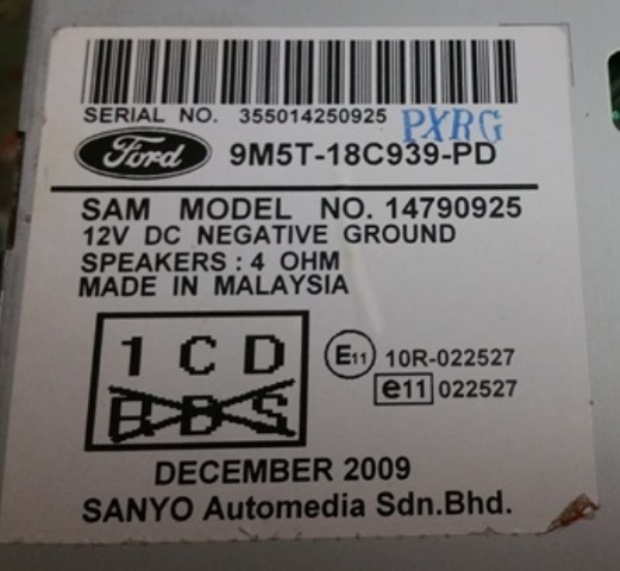 SERIAL NO. 355014250925 PXRG
Ford 9M5T-18C939-PD
SAM MODEL NO. 14790925
12V DC NEGATIVE GROUND
SPEAKERS : 4 OHM
MADE IN MALAYSIA
1 C D
R D S
E11 10R-022527
e11 022527
DECEMBER 2009
SANYO Automedia Sdn.Bhd.